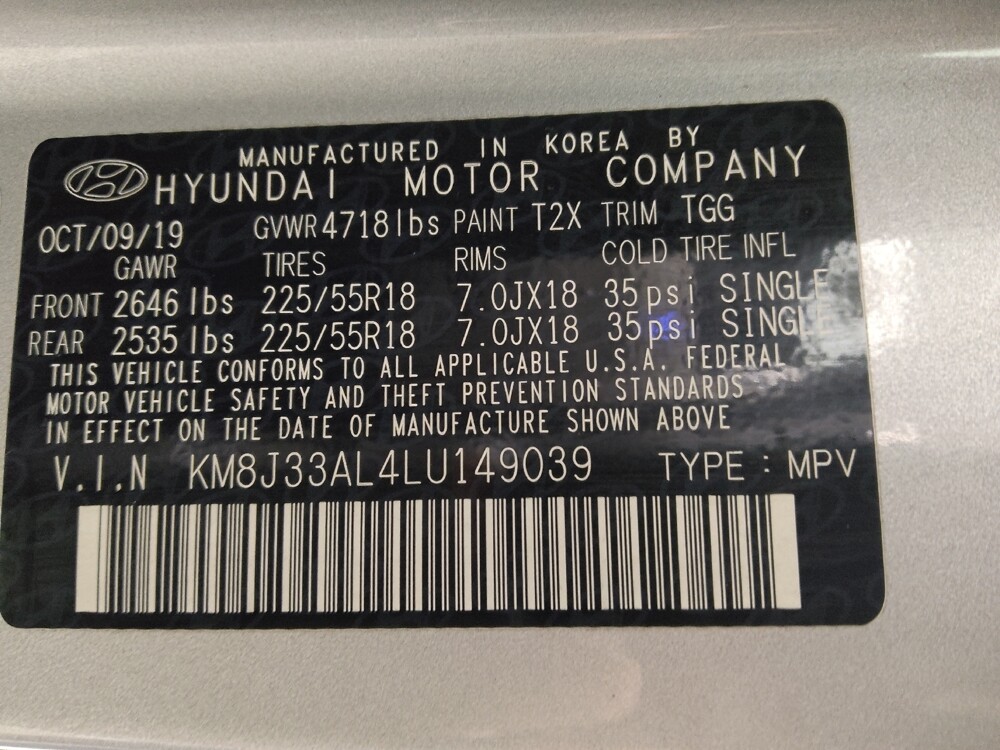 MANUFACTURED IN KOREA BY
HYUNDAI MOTOR COMPANY
OCT/09/19 GVWR 4718lbs PAINT T2X TRIM TGG
GAWR TIRES RIMS COLD TIRE INFL
FRONT 2646 lbs 225/55R18 7.0JX18 35psi SINGLE
REAR 2535 lbs 225/55R18 7.0JX18 35psi SINGLE
THIS VEHICLE CONFORMS TO ALL APPLICABLE U.S.A. FEDERAL
MOTOR VEHICLE SAFETY AND THEFT PREVENTION STANDARDS
IN EFFECT ON THE DATE OF MANUFACTURE SHOWN ABOVE
V.I.N KM8J33AL4LU149039 TYPE : MPV